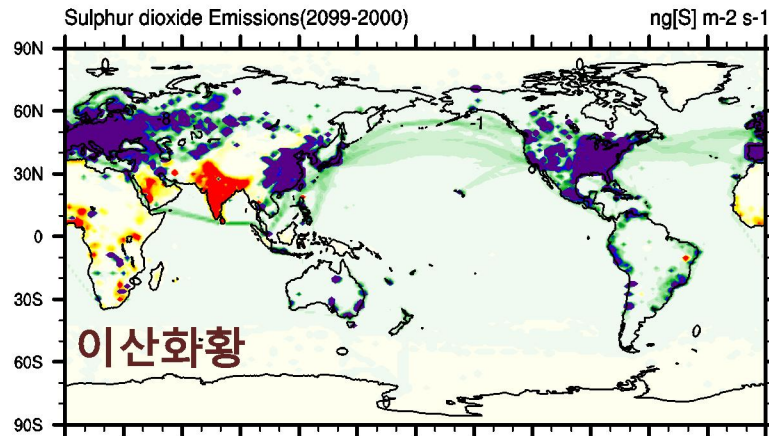 Sulphur dioxide Emissions(2099-2000) ng[S] m-2 s-1
90N
60N
30N
0
30S
60S
90S
-1
이산화황